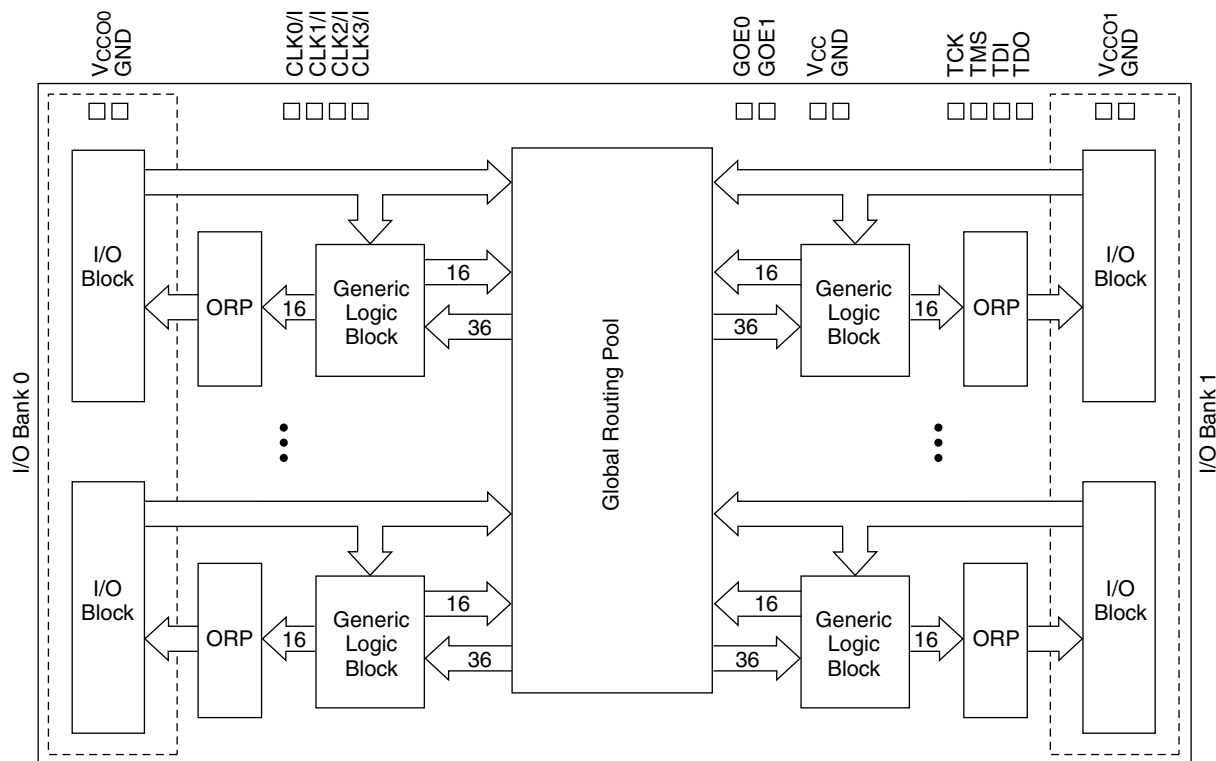 VCCO0
GND
CLK0/I
CLK1/I
CLK2/I
CLK3/I
GOE0
GOE1
VCC
GND
TCK
TMS
TDI
TDO
VCCO1
GND
I/O Bank 0
I/O
Block
ORP
16
Generic
Logic
Block
16
36
Global Routing Pool
16
36
Generic
Logic
Block
16
ORP
I/O
Block
I/O Bank 1
I/O
Block
ORP
16
Generic
Logic
Block
16
36
16
36
Generic
Logic
Block
16
ORP
I/O
Block